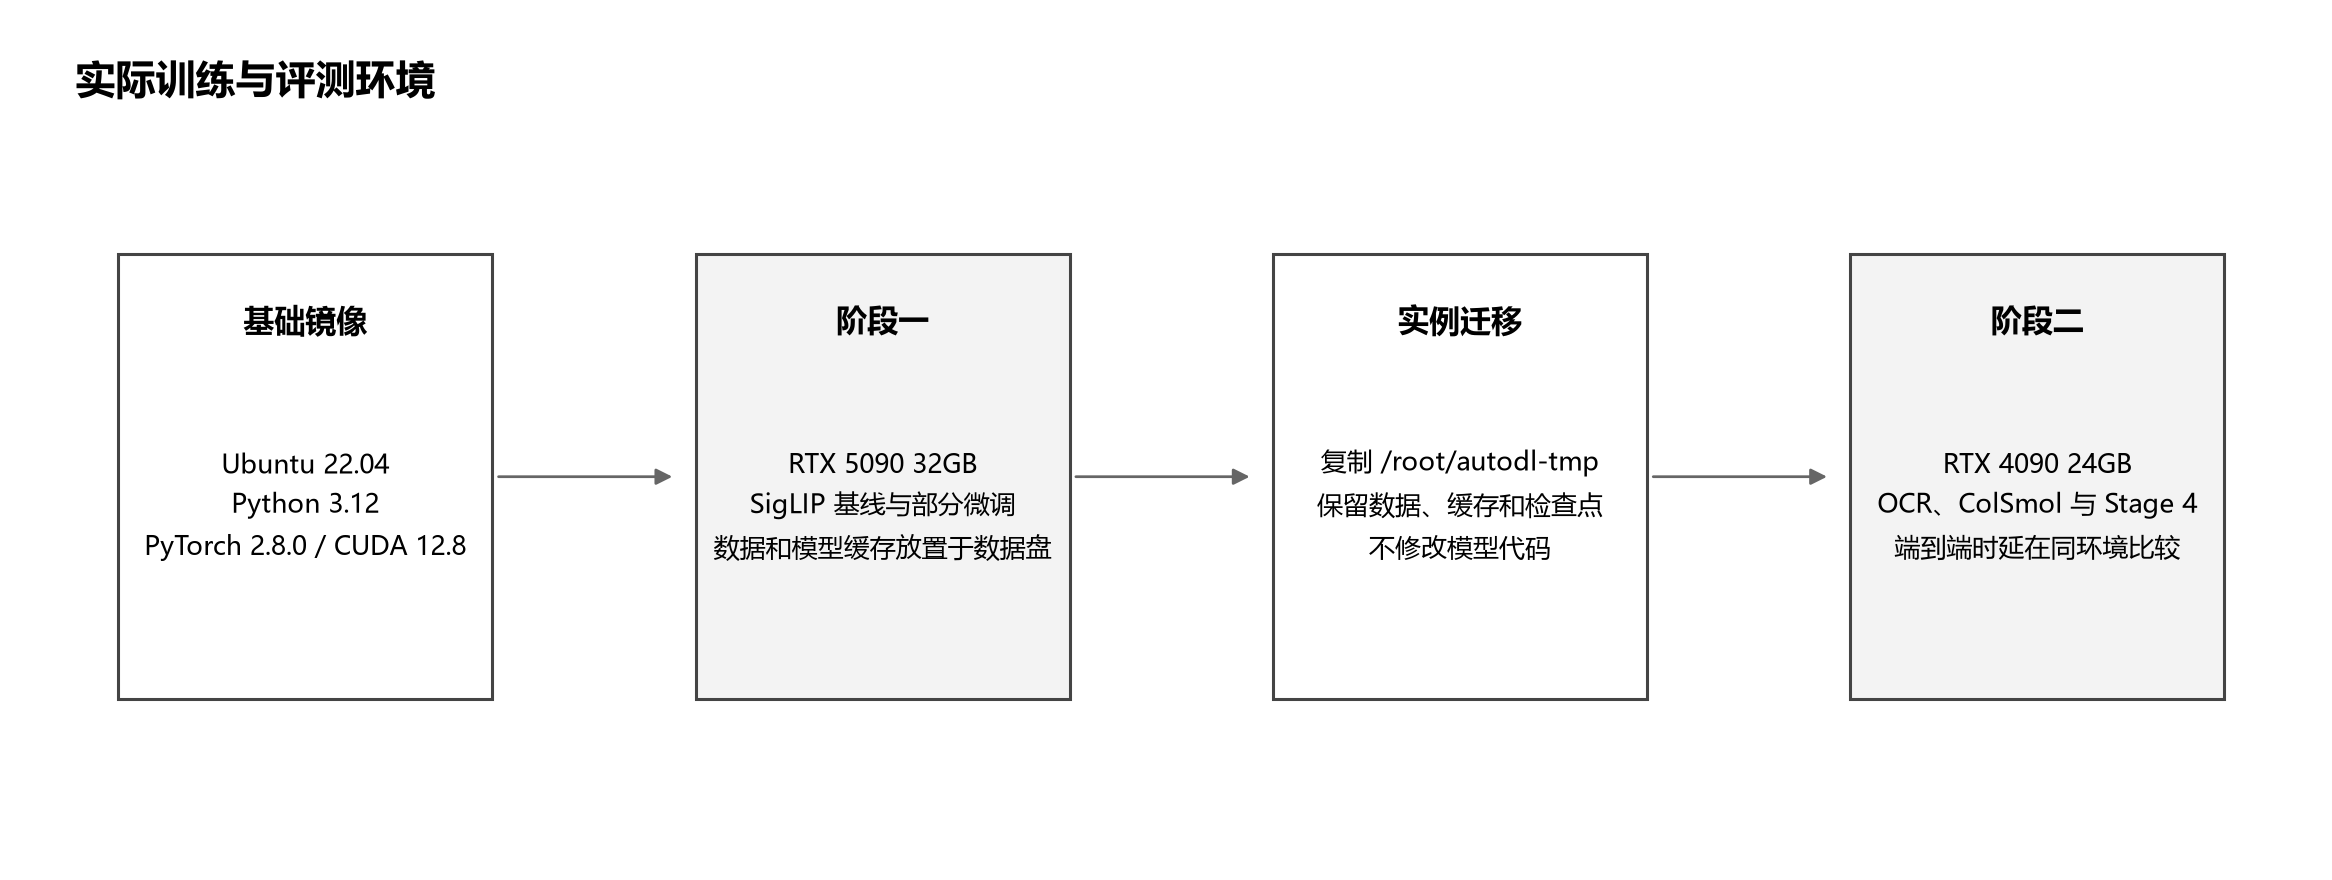 实际训练与评测环境
基础镜像
Ubuntu 22.04
Python 3.12
PyTorch 2.8.0 / CUDA 12.8
阶段一
RTX 5090 32GB
SigLIP 基线与部分微调
数据和模型缓存放置于数据盘
实例迁移
复制 /root/autodl-tmp
保留数据、缓存和检查点
不修改模型代码
阶段二
RTX 4090 24GB
OCR、ColSmol 与 Stage 4
端到端时延在同环境比较